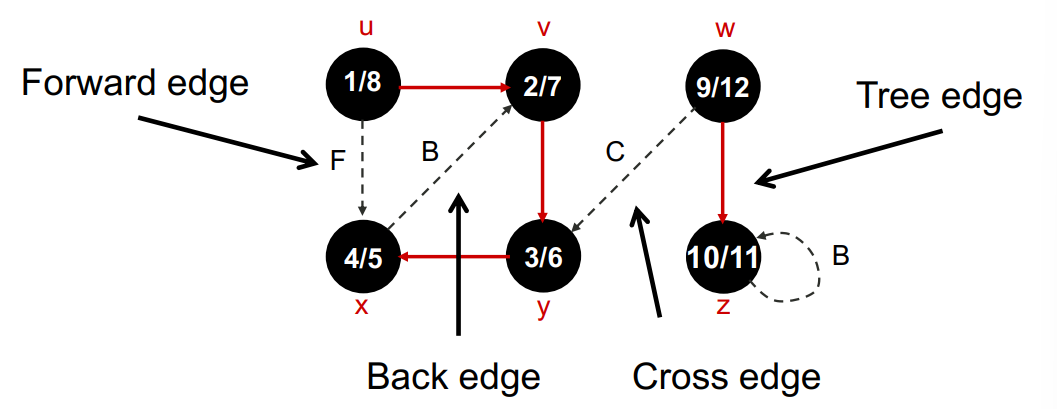 u
v
w
Forward edge
1/8
2/7
9/12
Tree edge
F
B
C
4/5
3/6
10/11
B
x
y
z
Back edge
Cross edge